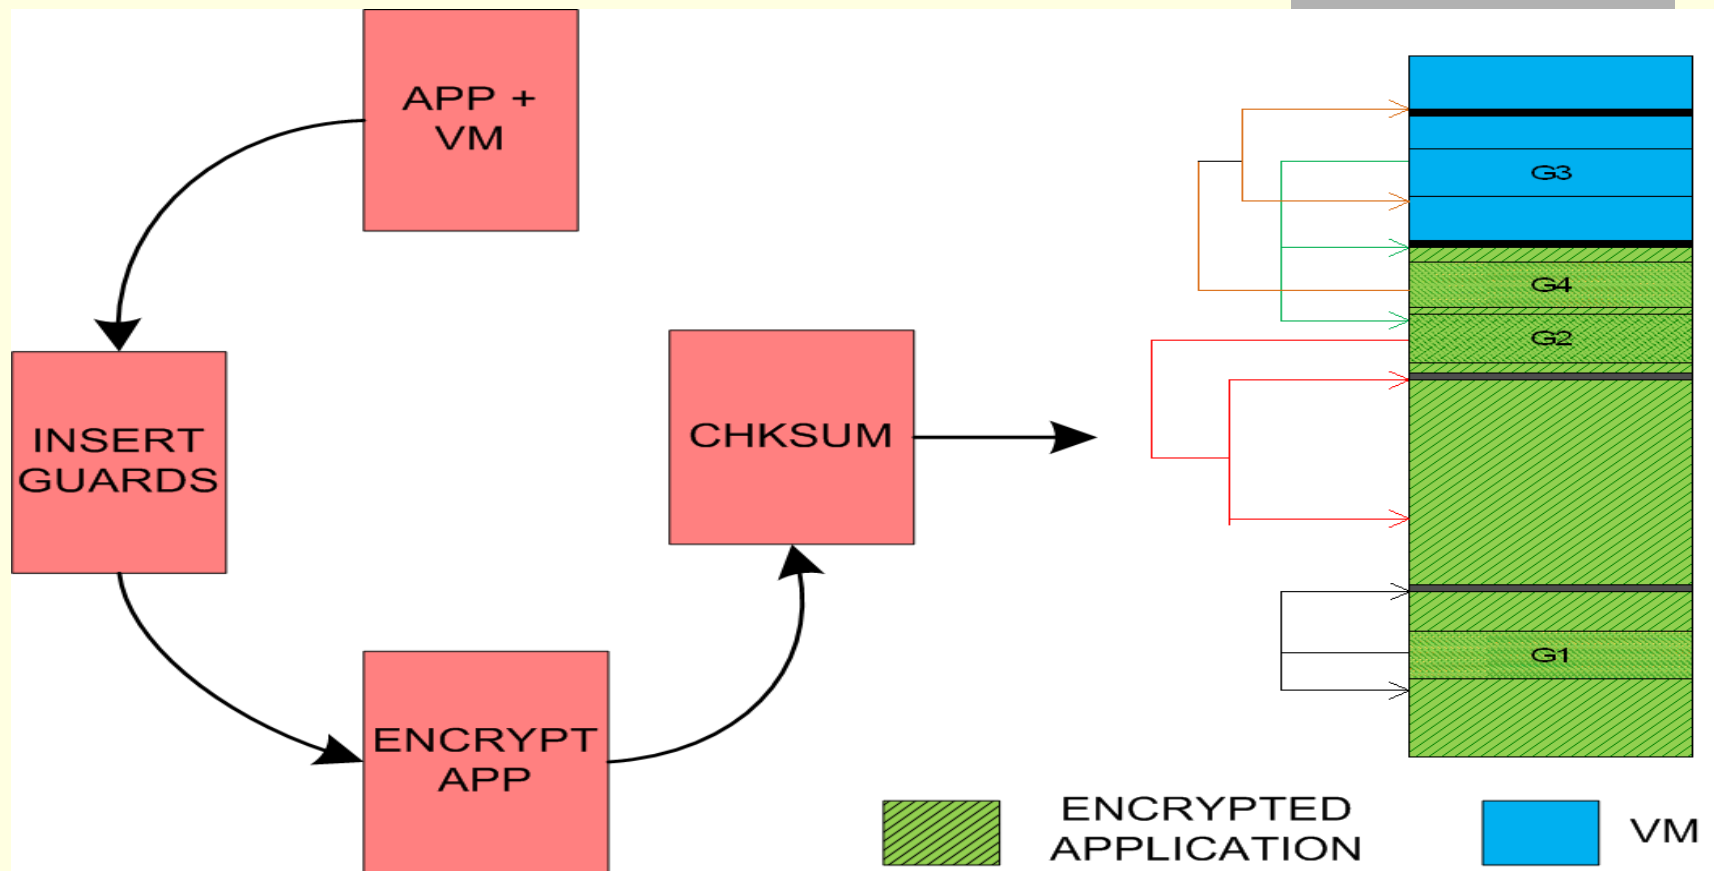 APP +
VM
INSERT
GUARDS
ENCRYPT
APP
CHKSUM
G3
G4
G2
G1
ENCRYPTED
APPLICATION
VM